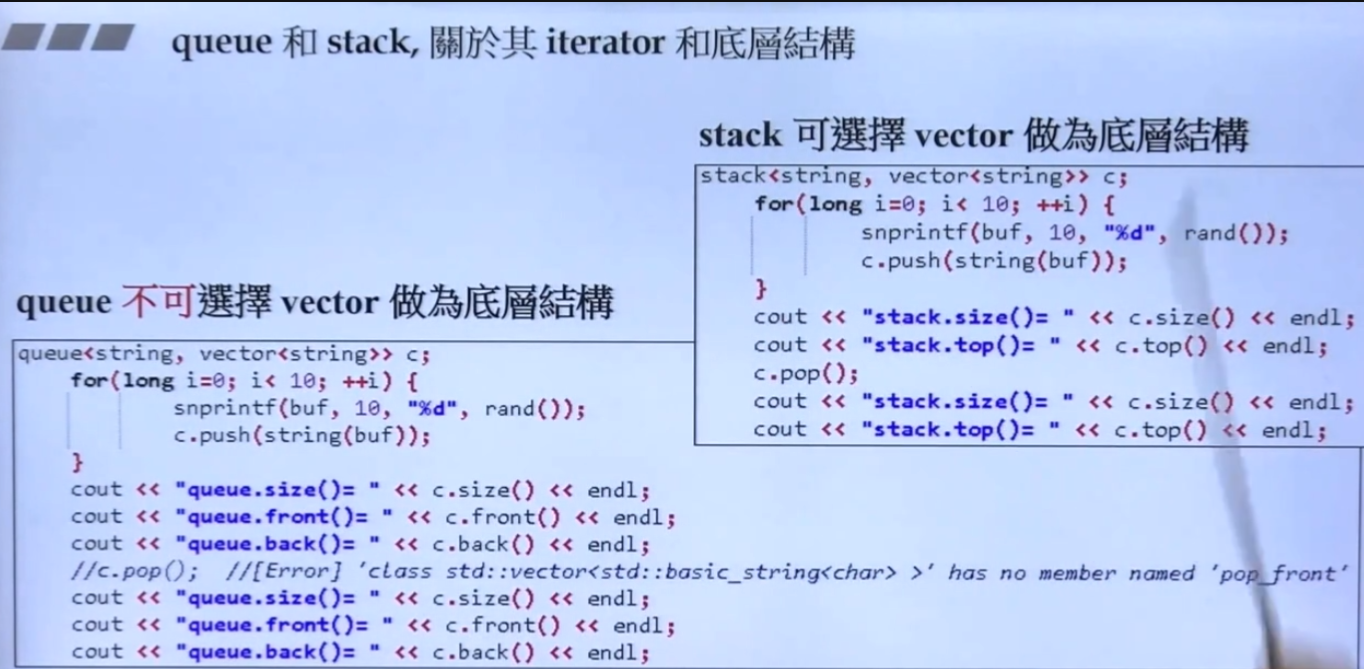 queue 和 stack, 關於其 iterator 和底層結構
stack 可選擇 vector 做為底層結構
stack<string, vector<string>> c;
for(long i=0; i< 10; ++i) {
snprintf(buf, 10, "%d", rand());
c.push(string(buf));
}
cout << "stack.size()= " << c.size() << endl;
cout << "stack.top()= " << c.top() << endl;
c.pop();
cout << "stack.size()= " << c.size() << endl;
cout << "stack.top()= " << c.top() << endl;
queue 不可選擇 vector 做為底層結構
queue<string, vector<string>> c;
for(long i=0; i< 10; ++i) {
snprintf(buf, 10, "%d", rand());
c.push(string(buf));
}
cout << "queue.size()= " << c.size() << endl;
cout << "queue.front()= " << c.front() << endl;
cout << "queue.back()= " << c.back() << endl;
//c.pop(); //[Error] 'class std::vector<std::basic_string<char> >' has no member named 'pop_front'
cout << "queue.size()= " << c.size() << endl;
cout << "queue.front()= " << c.front() << endl;
cout << "queue.back()= " << c.back() << endl;